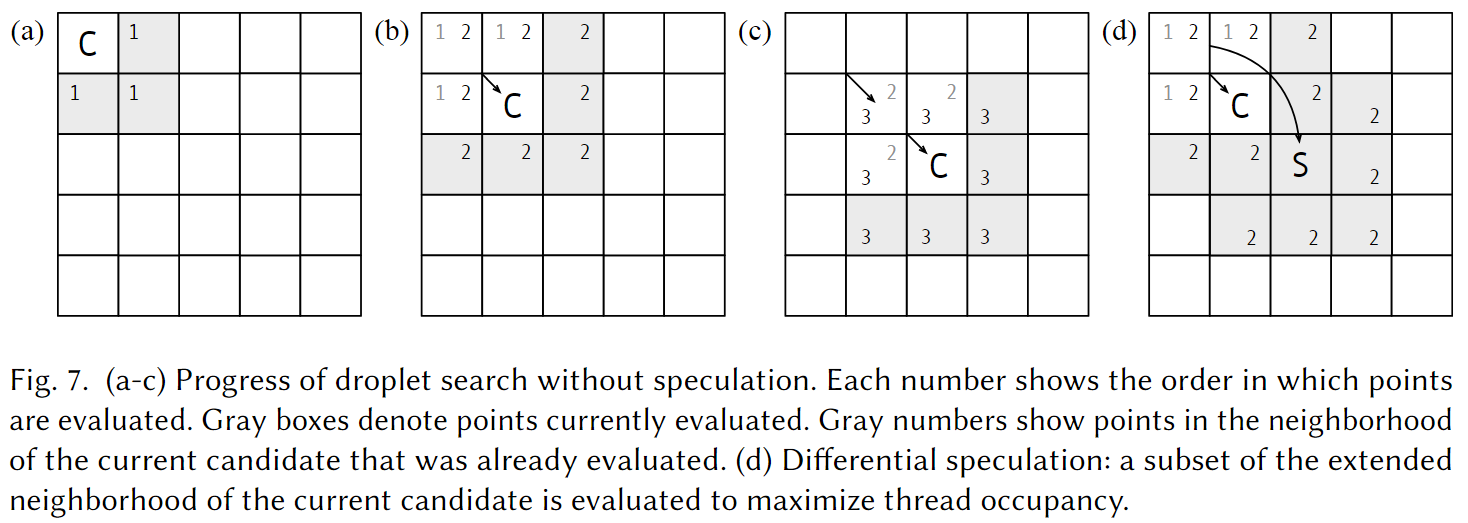 (a) C 1 (b) 1 2 1 2 2 (c) (d) 1 2 1 2 2
1 1 1 2 C 2 2 3 2 3 3 1 2 C 2 2
2 2 2 2 3 C 3 2 2 S 2
3 3 3 2 2 2
Fig. 7. (a-c) Progress of droplet search without speculation. Each number shows the order in which points
are evaluated. Gray boxes denote points currently evaluated. Gray numbers show points in the neighborhood
of the current candidate that was already evaluated. (d) Differential speculation: a subset of the extended
neighborhood of the current candidate is evaluated to maximize thread occupancy.